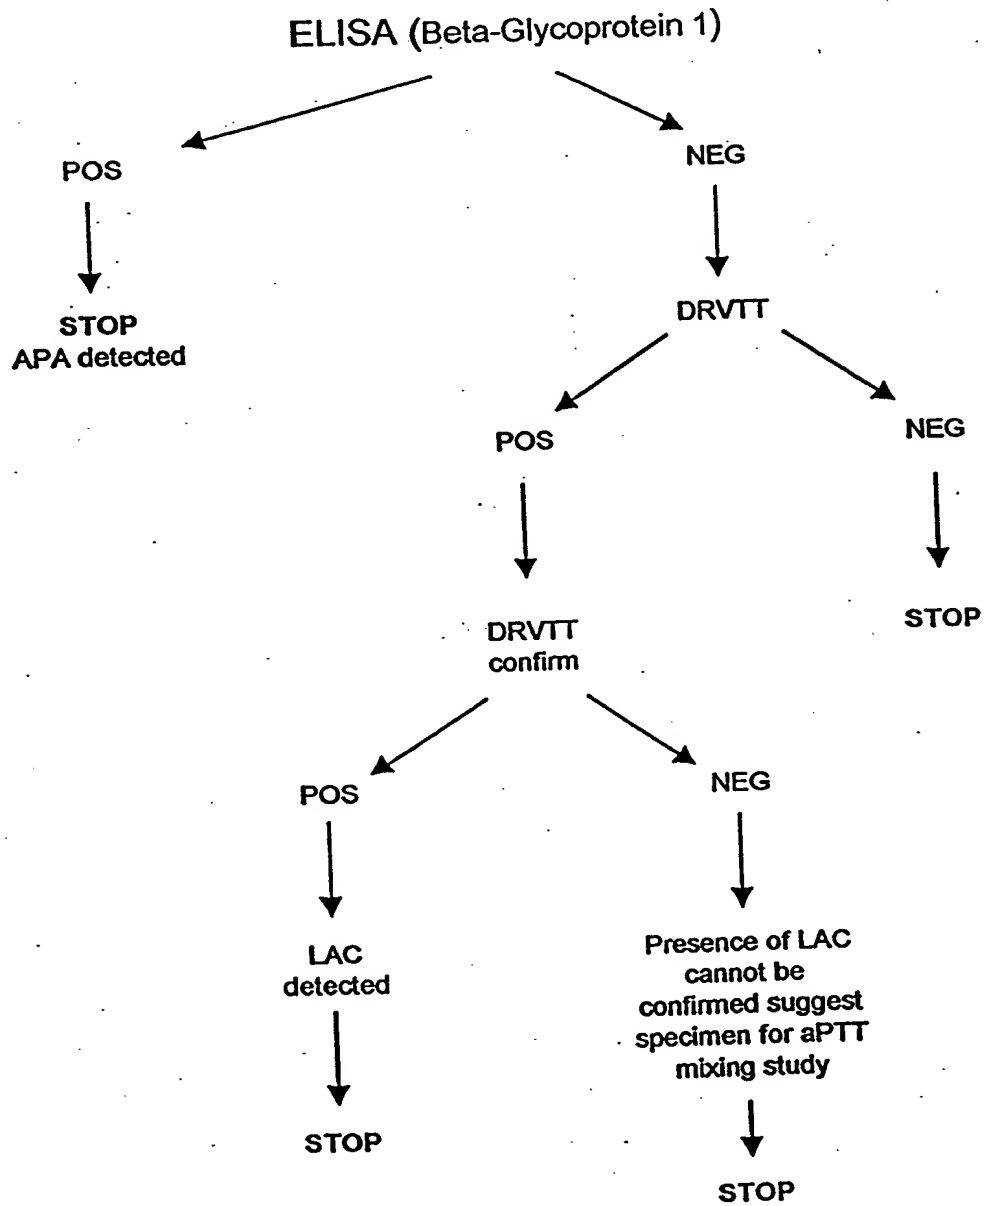 ELISA (Beta-Glycoprotein 1)
POS
NEG
STOP
APA detected
DRVTT
POS
NEG
DRVTT
confirm
STOP
POS
NEG
LAC
detected
Presence of LAC
cannot be
confirmed suggest
specimen for aPTT
mixing study
STOP
STOP